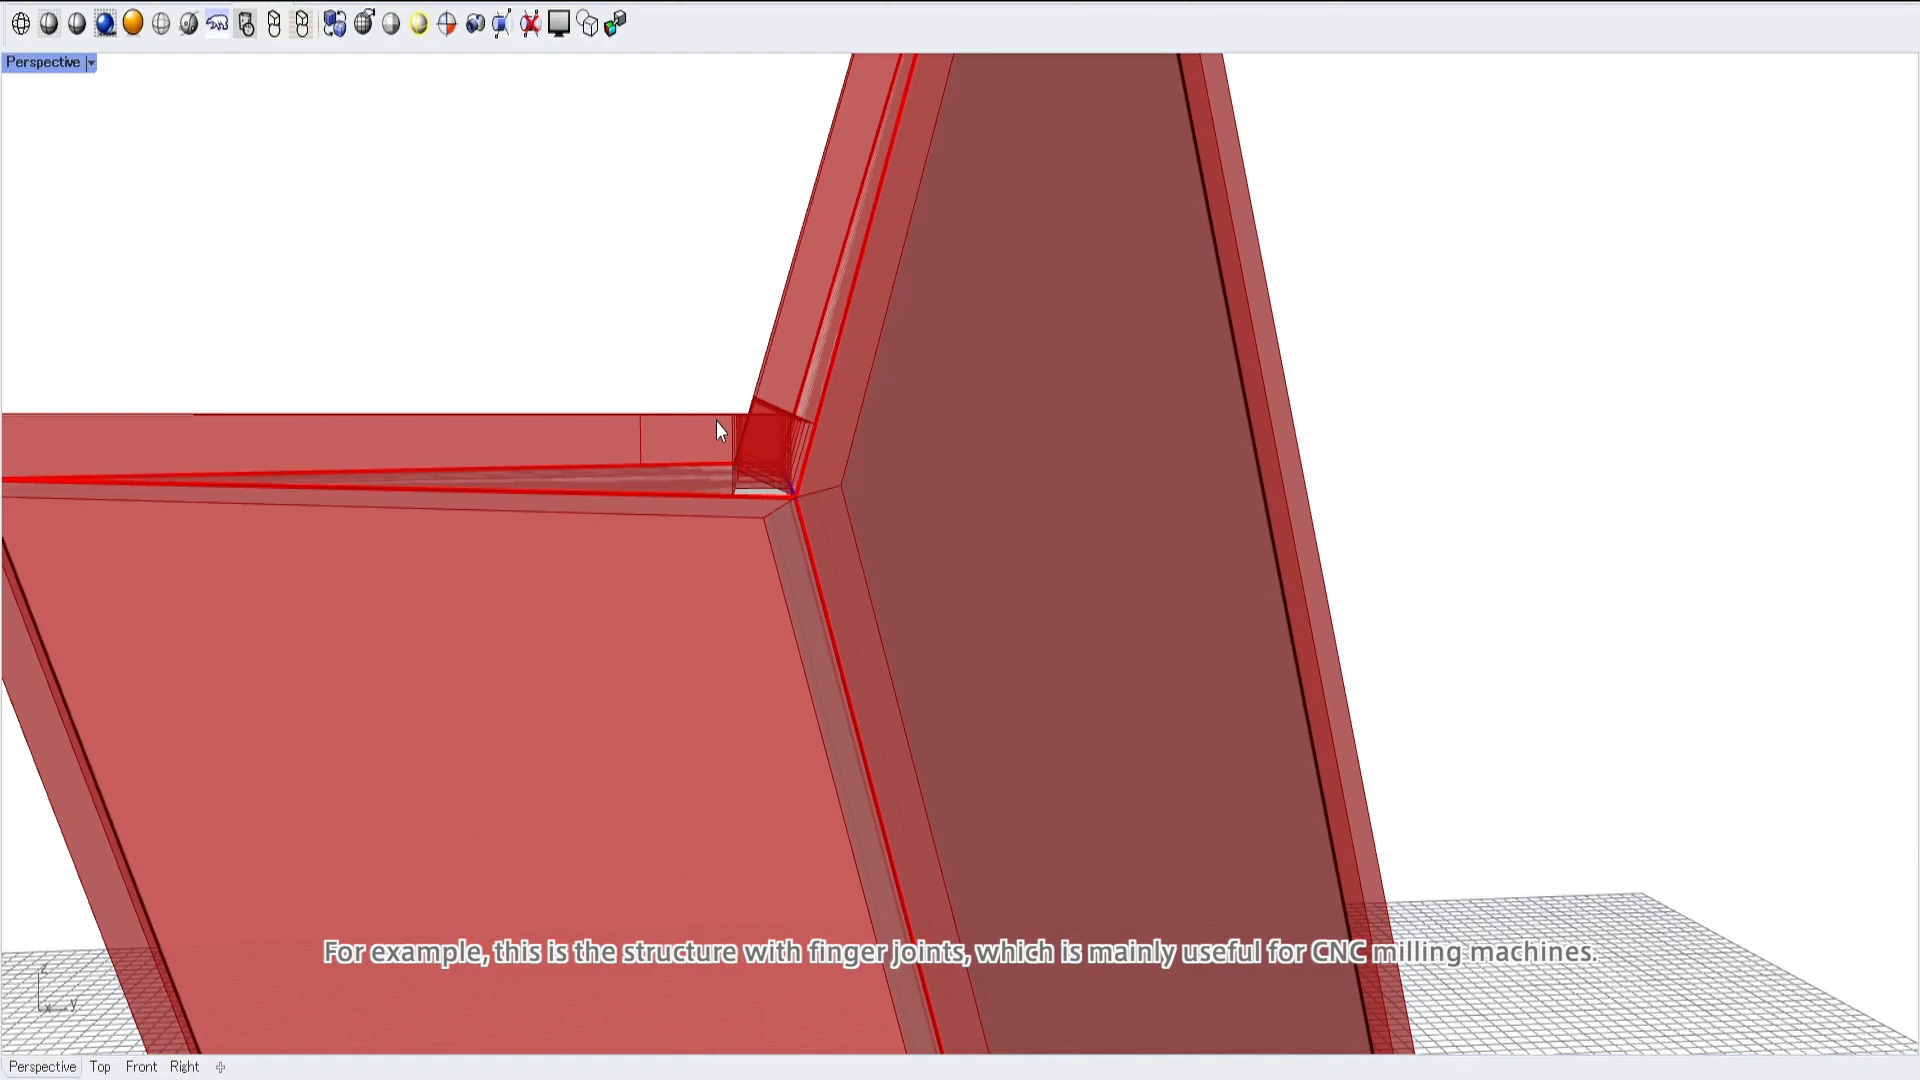 Perspective
For example, this is the structure with finger joints, which is mainly useful for CNC milling machines.
z
x
y
Perspective Top Front Right